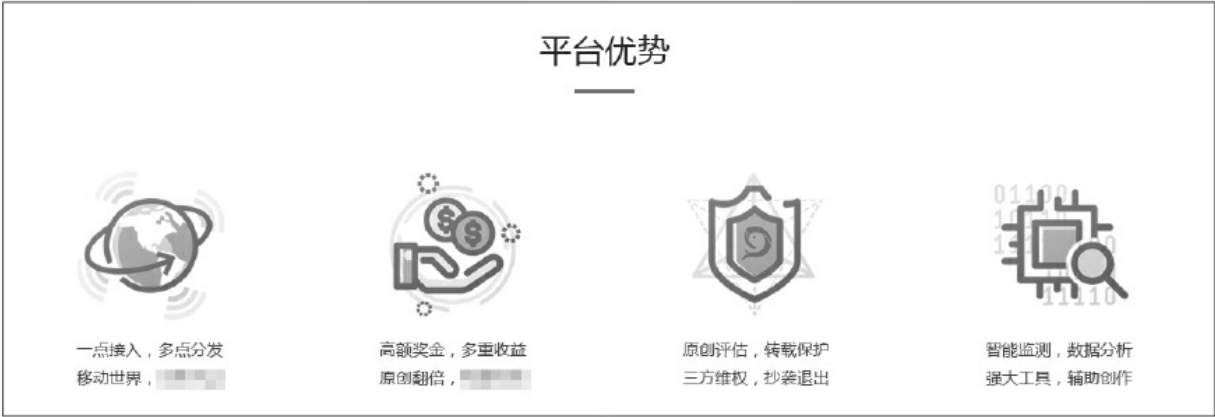 平台优势
一点接入，多点分发
移动世界，
高额奖金，多重收益
原创翻倍，
原创评估，转载保护
三方维权，抄袭退出
智能监测，数据分析
强大工具，辅助创作
01100
11110